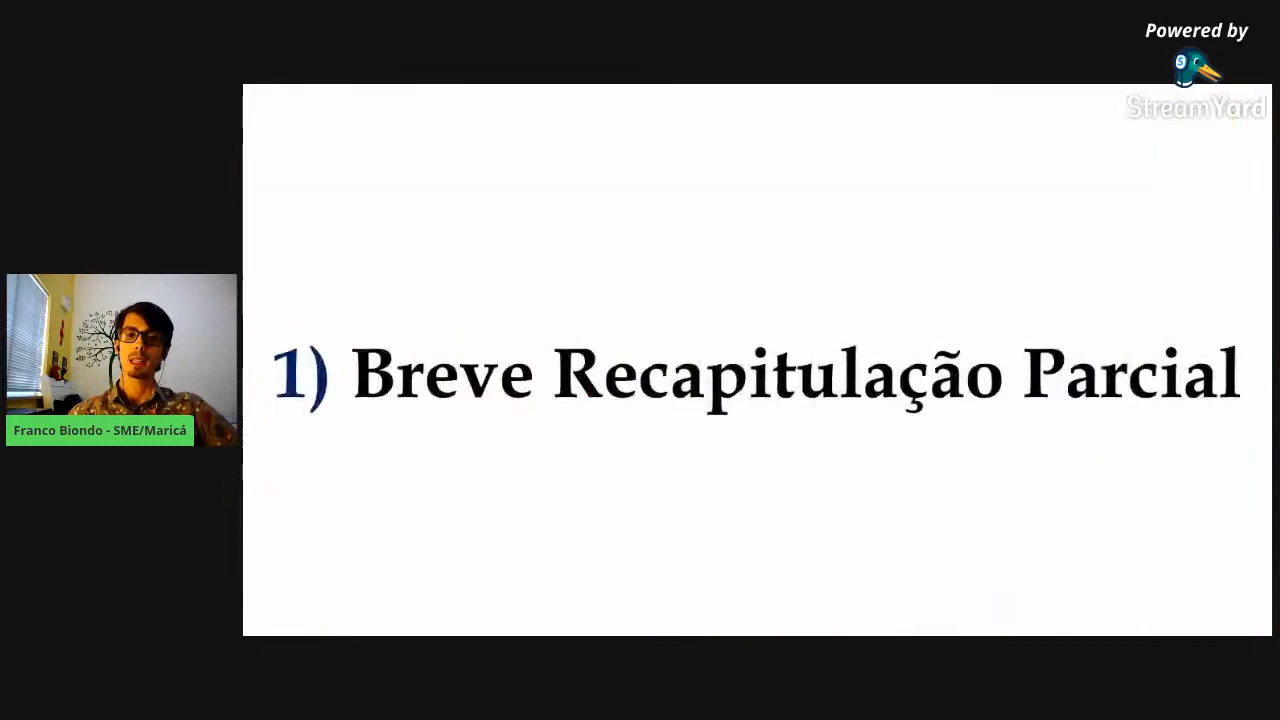 Powered by
StreamYard
1) Breve Recapitulação Parcial
Franco Biondo - SME/Maricá